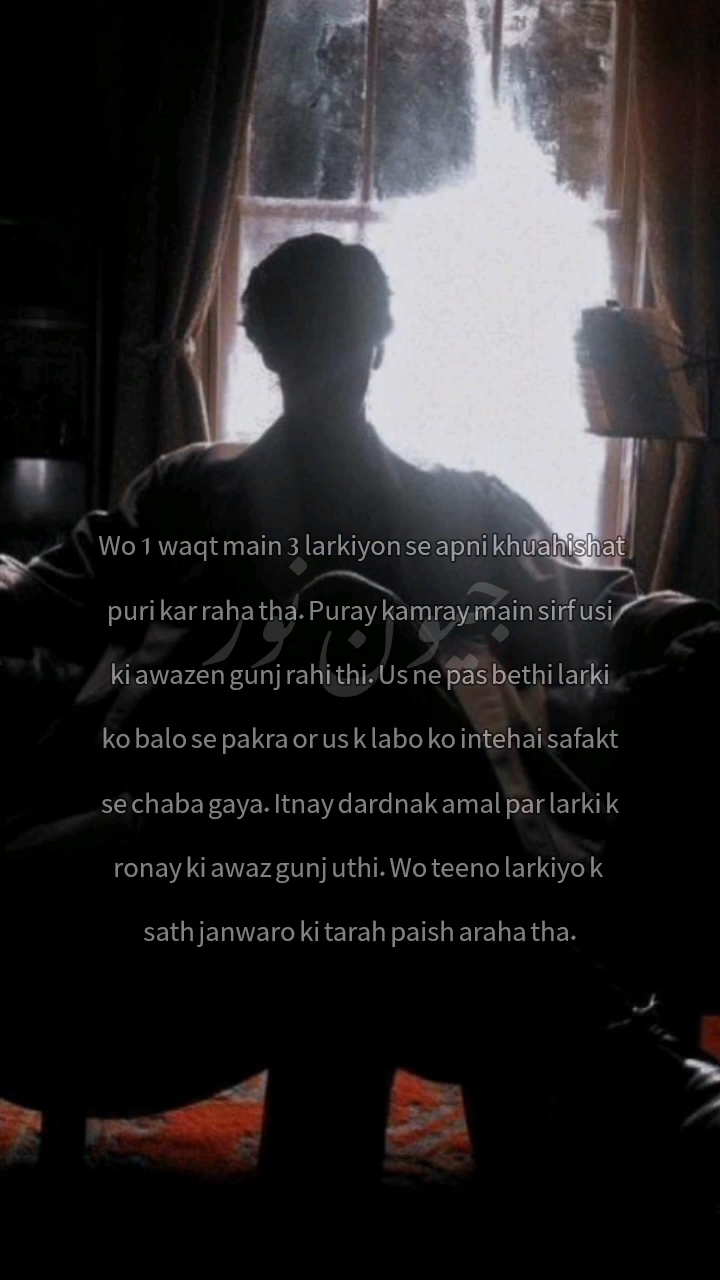 Wo 1 waqt main 3 larkiyon se apni khuahishat
puri kar raha tha. Puray kamray main sirf usi
ki awazen gunj rahi thi. Us ne pas bethi larki
ko balo se pakra or us k labo ko intehai safakt
se chaba gaya. Itnay dardnak amal par larki k
ronay ki awaz gunj uthi. Wo teeno larkiyo k
sath janwaro ki tarah paish araha tha.
جیون نور